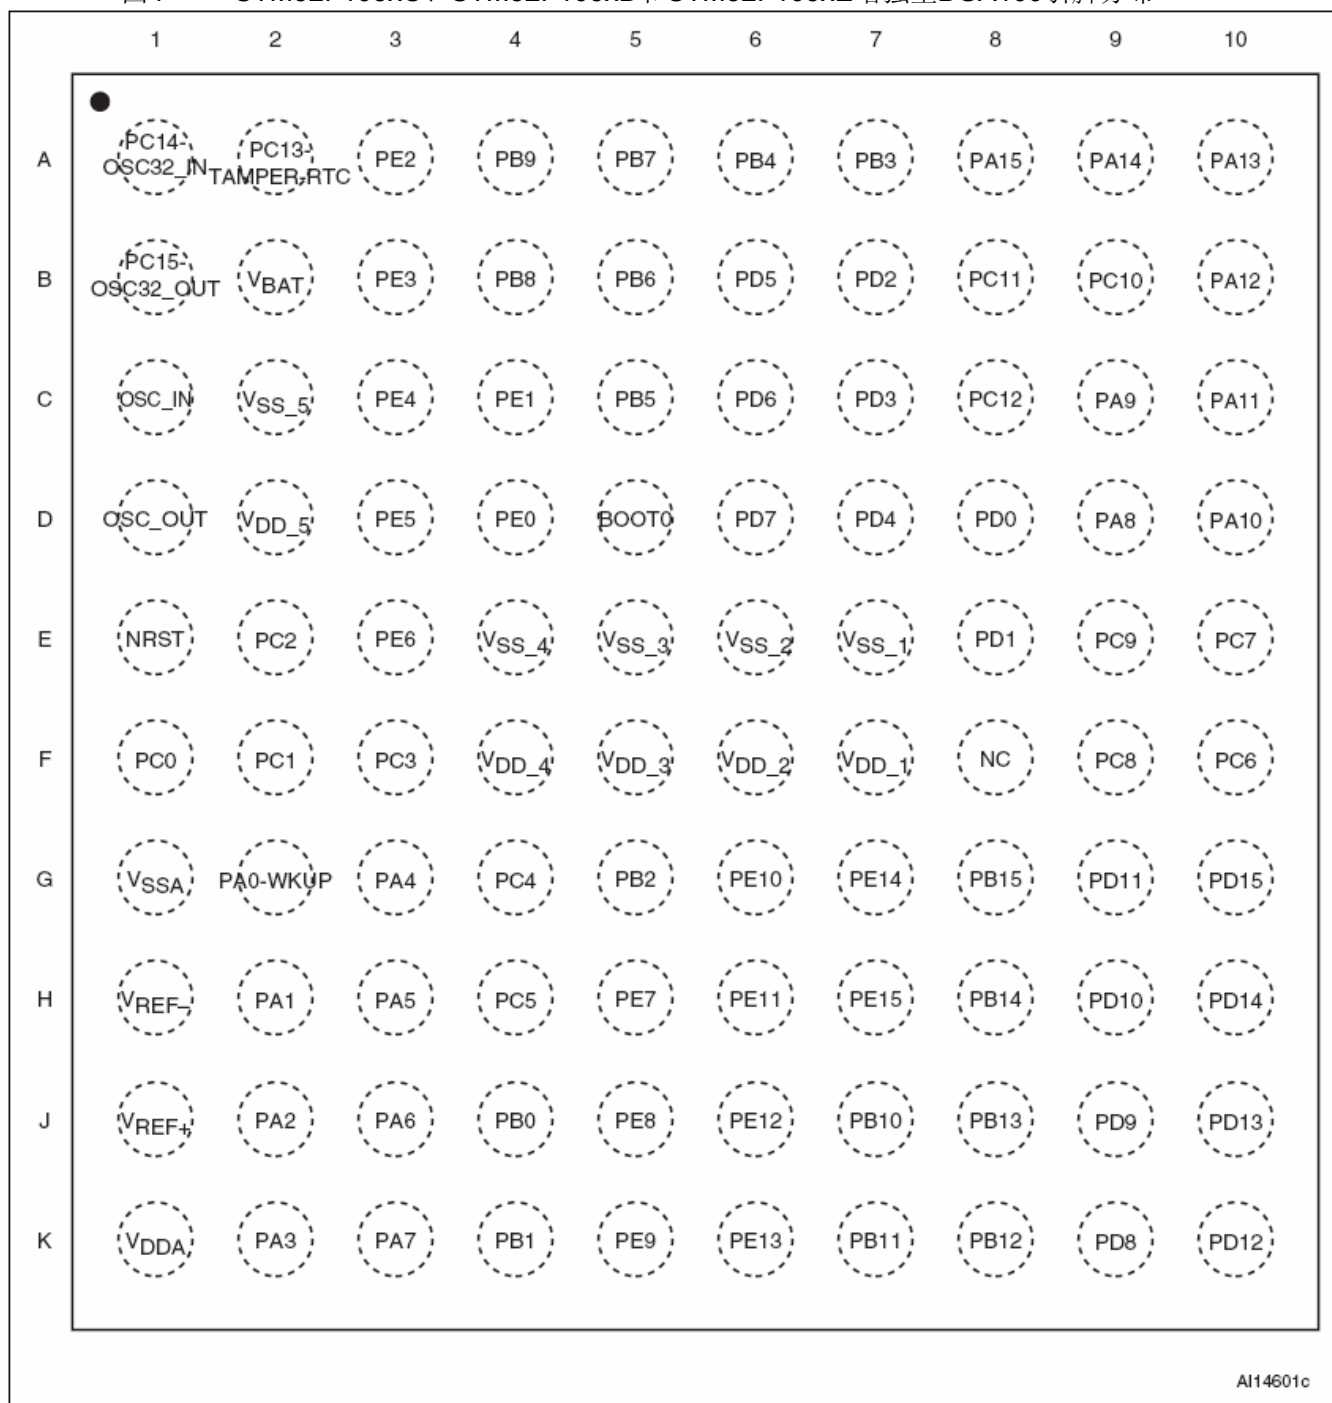 1 2 3 4 5 6 7 8 9 10
A PC14-OSC32_IN PC13-TAMPER-RTC PE2 PB9 PB7 PB4 PB3 PA15 PA14 PA13
B PC15-OSC32_OUT VBAT PE3 PB8 PB6 PD5 PD2 PC11 PC10 PA12
C OSC_IN VSS_5 PE4 PE1 PB5 PD6 PD3 PC12 PA9 PA11
D OSC_OUT VDD_5 PE5 PE0 BOOT0 PD7 PD4 PD0 PA8 PA10
E NRST PC2 PE6 VSS_4 VSS_3 VSS_2 VSS_1 PD1 PC9 PC7
F PC0 PC1 PC3 VDD_4 VDD_3 VDD_2 VDD_1 NC PC8 PC6
G VSSA PA0-WKUP PA4 PC4 PB2 PE10 PE14 PB15 PD11 PD15
H VREF– PA1 PA5 PC5 PE7 PE11 PE15 PB14 PD10 PD14
J VREF+ PA2 PA6 PB0 PE8 PE12 PB10 PB13 PD9 PD13
K VDDA PA3 PA7 PB1 PE9 PE13 PB11 PB12 PD8 PD12
AI14601c